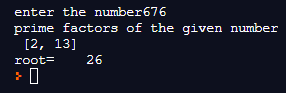 enter the number676
prime factors of the given number
[2, 13]
root= 26
>